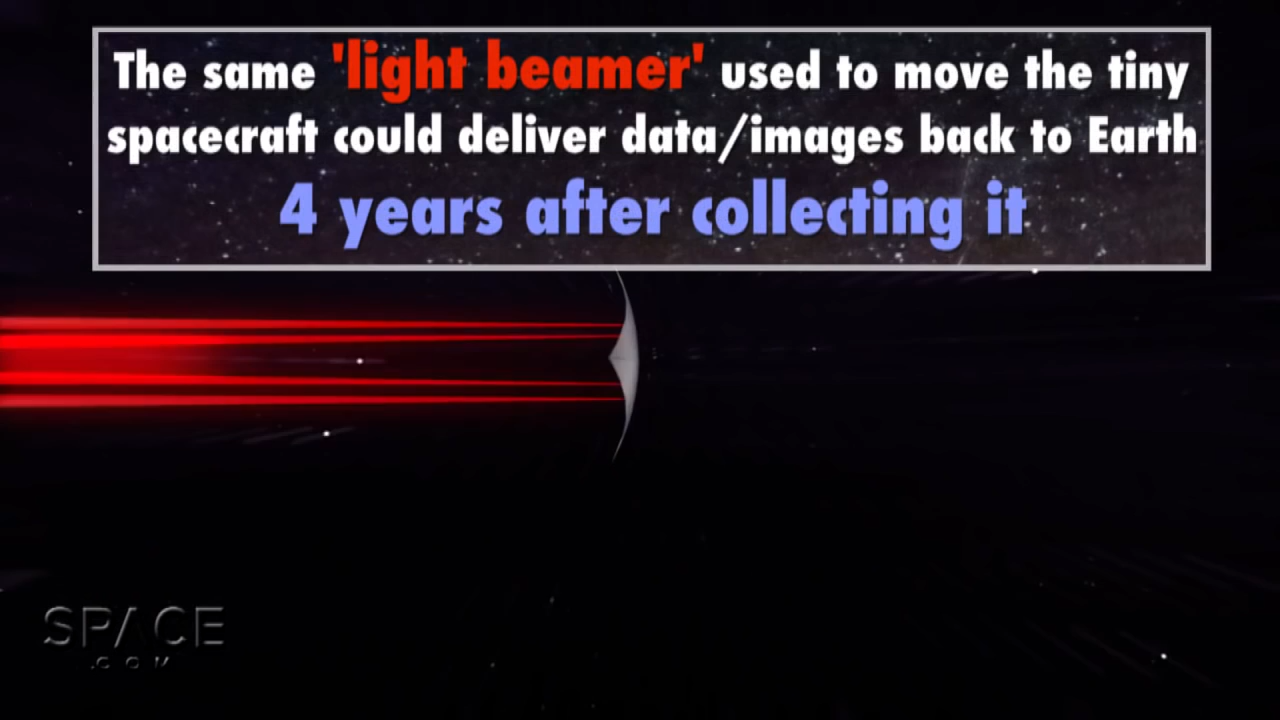 The same 'light beamer' used to move the tiny
spacecraft could deliver data/images back to Earth
4 years after collecting it
SPACE
.COM